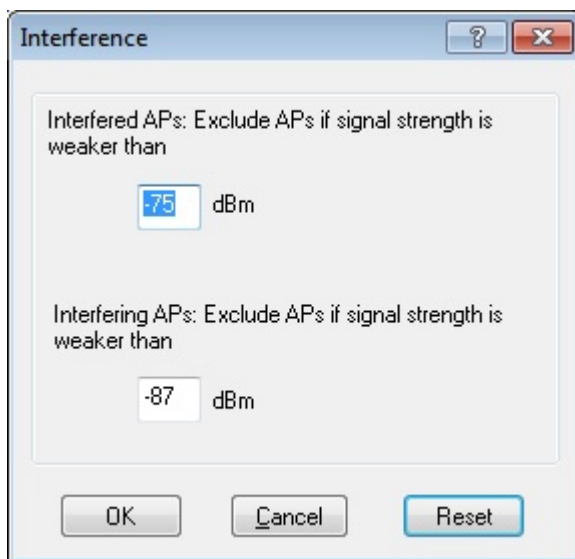 Interference
Interfered APs: Exclude APs if signal strength is
weaker than
-75 dBm
Interfering APs: Exclude APs if signal strength is
weaker than
-87 dBm
OK Cancel Reset